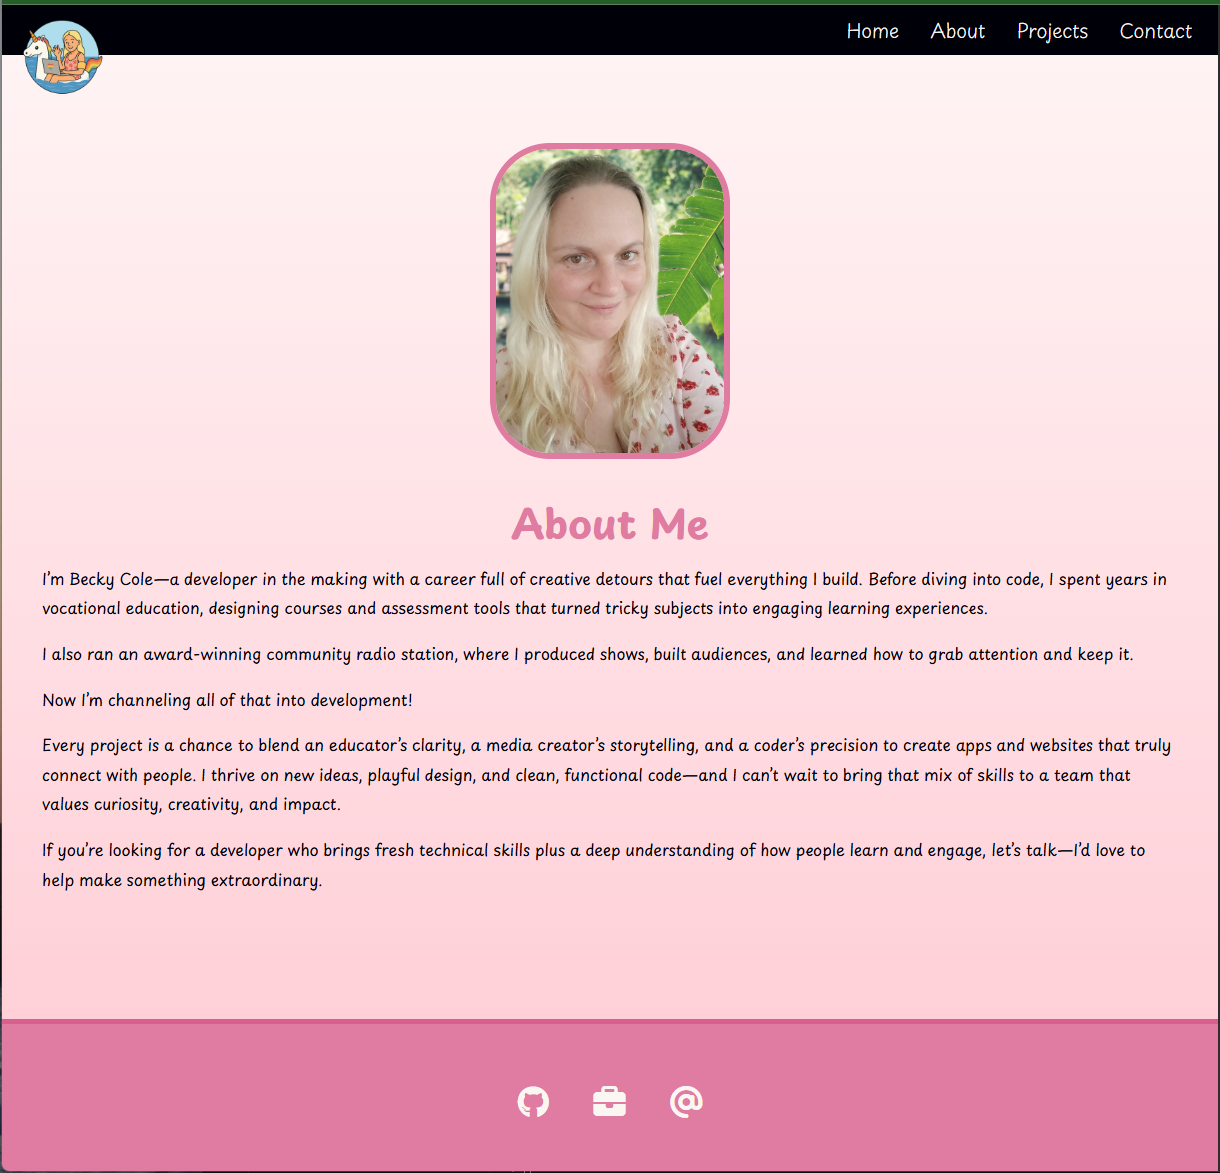 Home About Projects Contact
About Me
I’m Becky Cole—a developer in the making with a career full of creative detours that fuel everything I build. Before diving into code, I spent years in
vocational education, designing courses and assessment tools that turned tricky subjects into engaging learning experiences.
I also ran an award-winning community radio station, where I produced shows, built audiences, and learned how to grab attention and keep it.
Now I’m channeling all of that into development!
Every project is a chance to blend an educator’s clarity, a media creator’s storytelling, and a coder’s precision to create apps and websites that truly
connect with people. I thrive on new ideas, playful design, and clean, functional code—and I can’t wait to bring that mix of skills to a team that
values curiosity, creativity, and impact.
If you’re looking for a developer who brings fresh technical skills plus a deep understanding of how people learn and engage, let’s talk—I’d love to
help make something extraordinary.